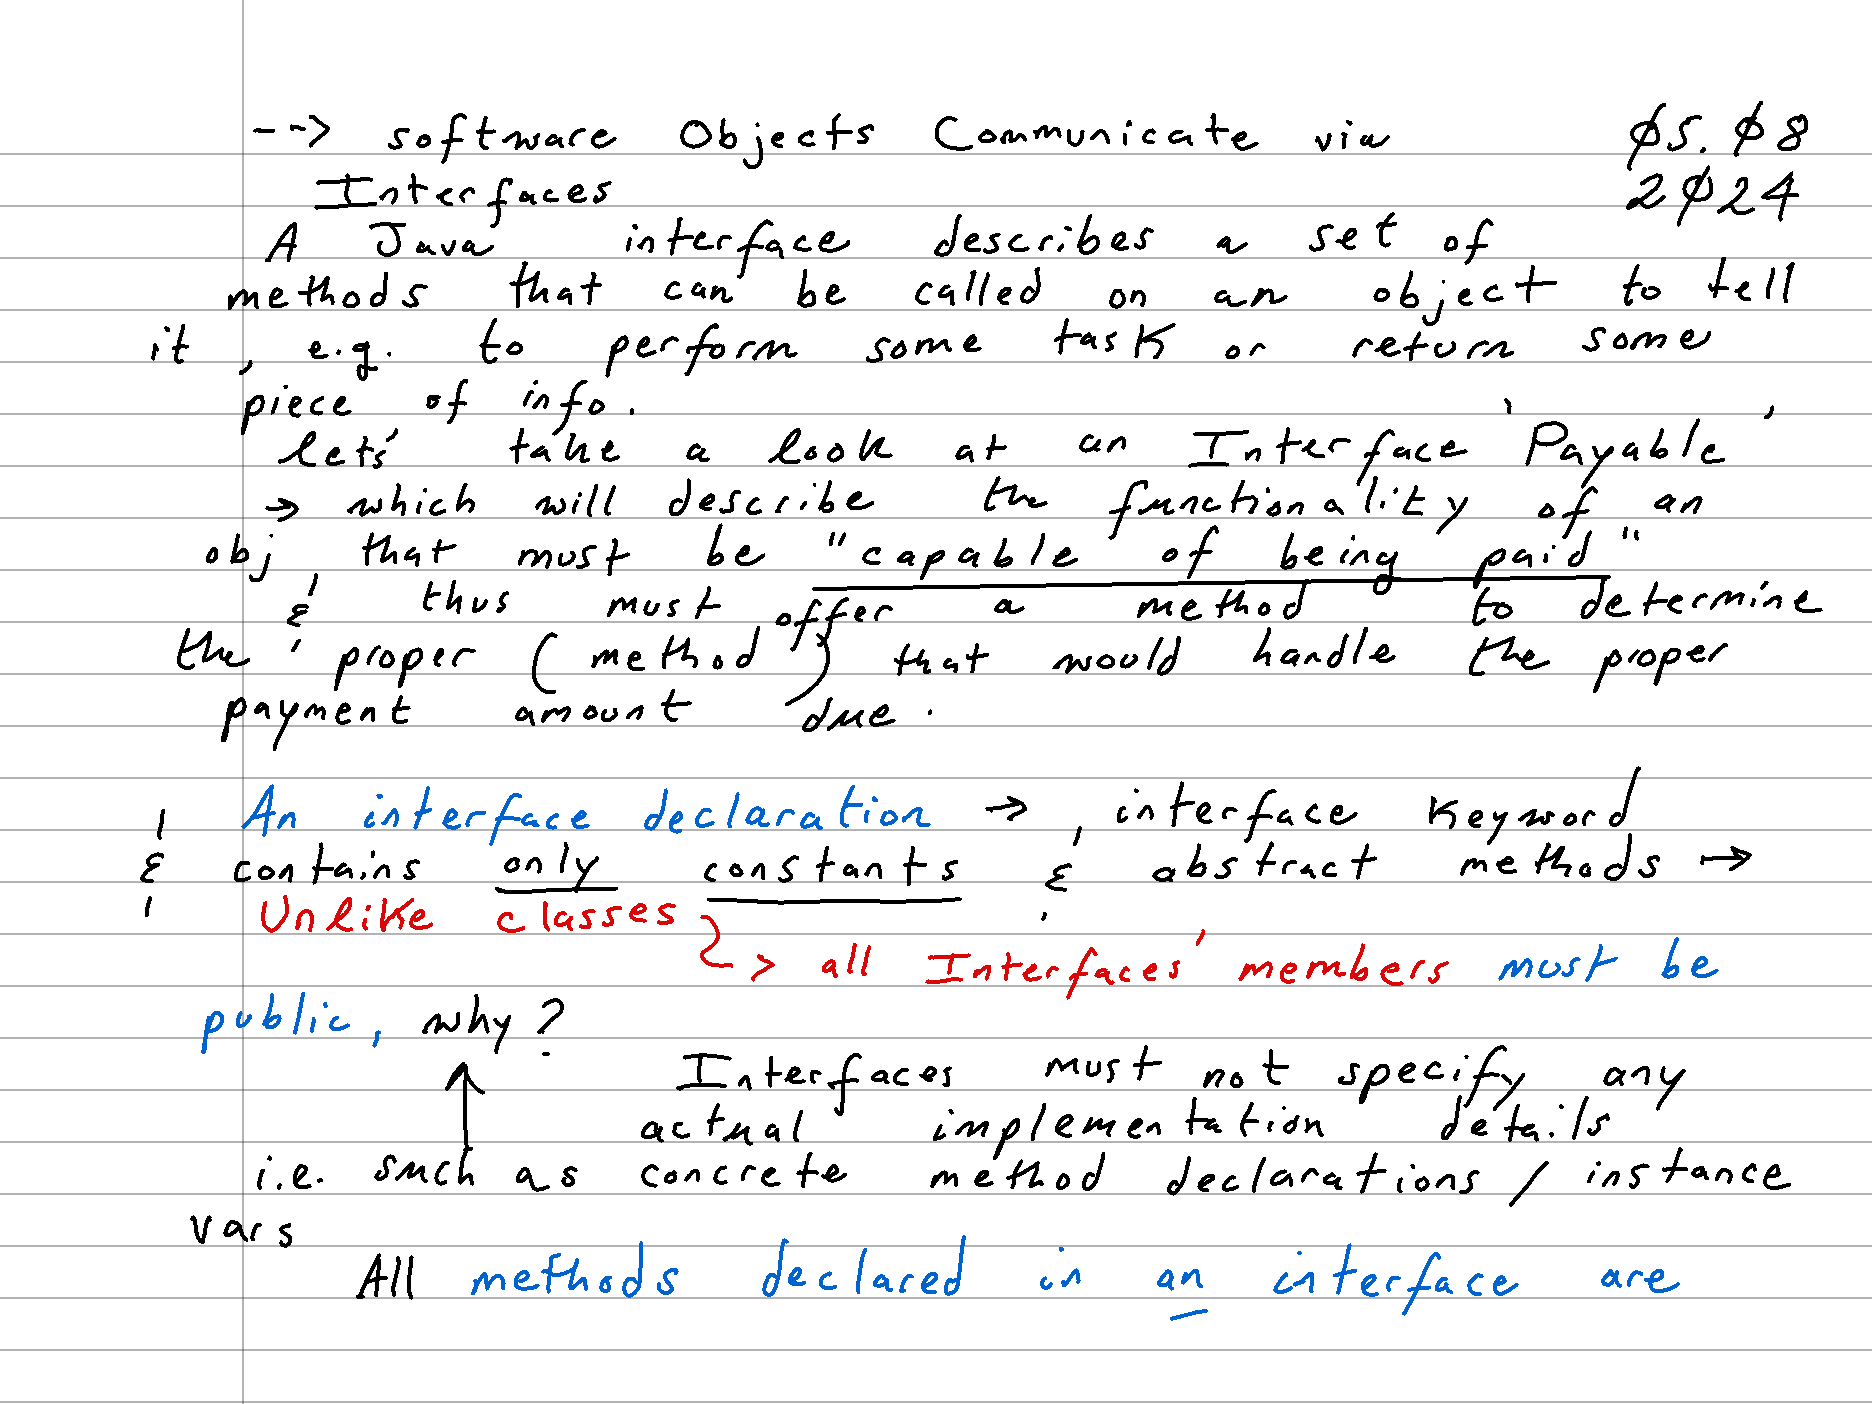 --> software Objects Communicate via
Ø5. Ø8
Interfaces
2Ø24
A Java interface describes a set of
methods that can be called on an object to tell
it, e.g. to perform some task or return some
piece of info.
lets' take a look at an Interface 'Payable'
→ which will describe the functionality of an
obj that must be "capable of being paid"
& thus must offer a method to determine
the proper (method) that would handle the proper
payment amount due.
An interface declaration → , interface keyword
& contains only constants & abstract methods →
Unlike classes
> all Interfaces' members must be
public, why?
Interfaces must not specify any
actual implementation details
i.e. such as concrete method declarations / instance
vars
All methods declared in an interface are